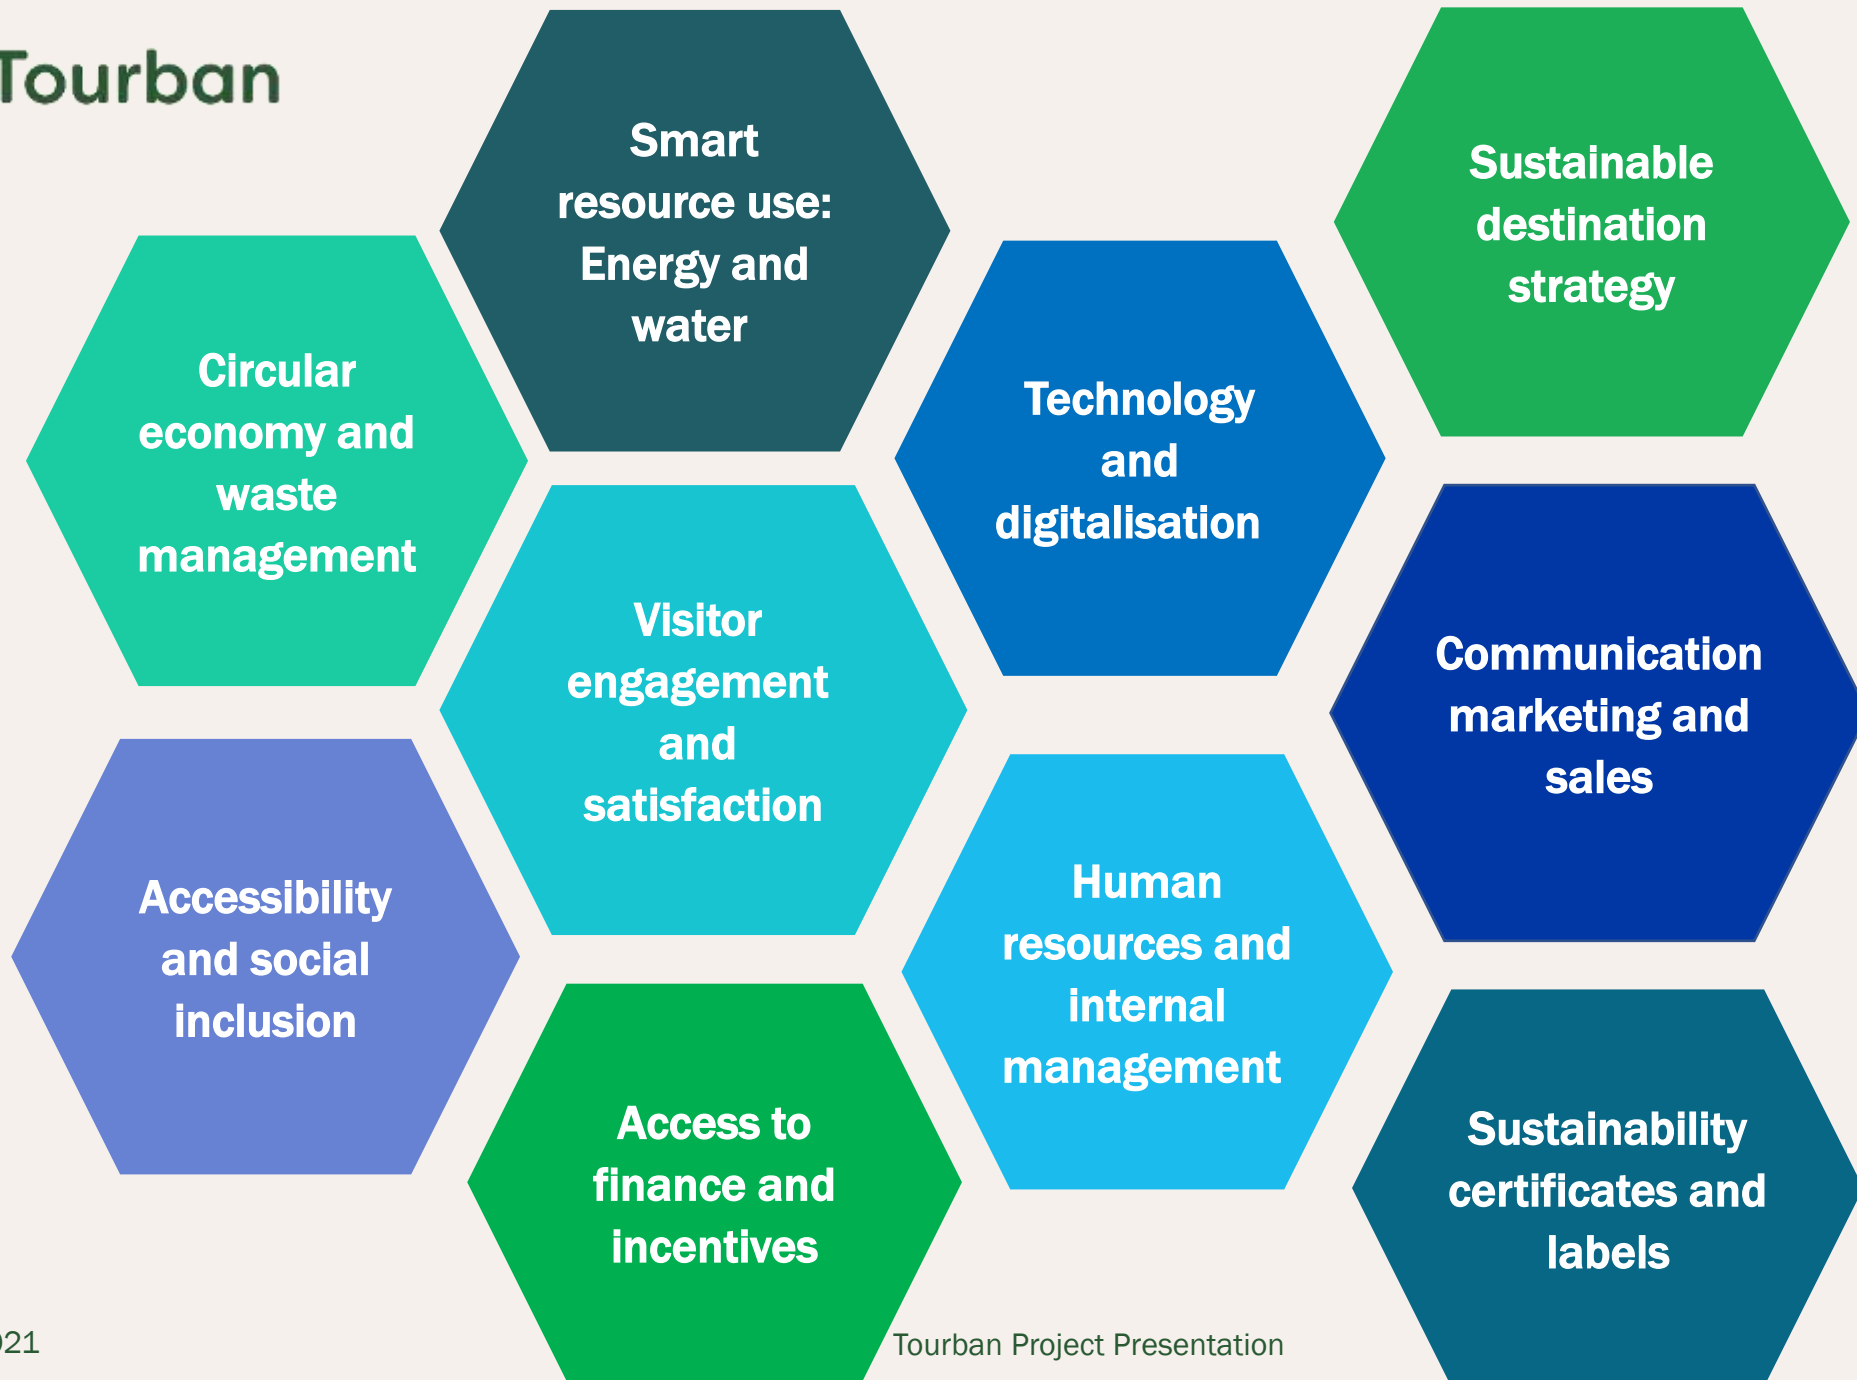 Tourban
Smart
resource use:
Energy and
water
Sustainable
destination
strategy
Circular
economy and
waste
management
Technology
and
digitalisation
Visitor
engagement
and
satisfaction
Communication
marketing and
sales
Accessibility
and social
inclusion
Human
resources and
internal
management
Access to
finance and
incentives
Sustainability
certificates and
labels
021
Tourban Project Presentation